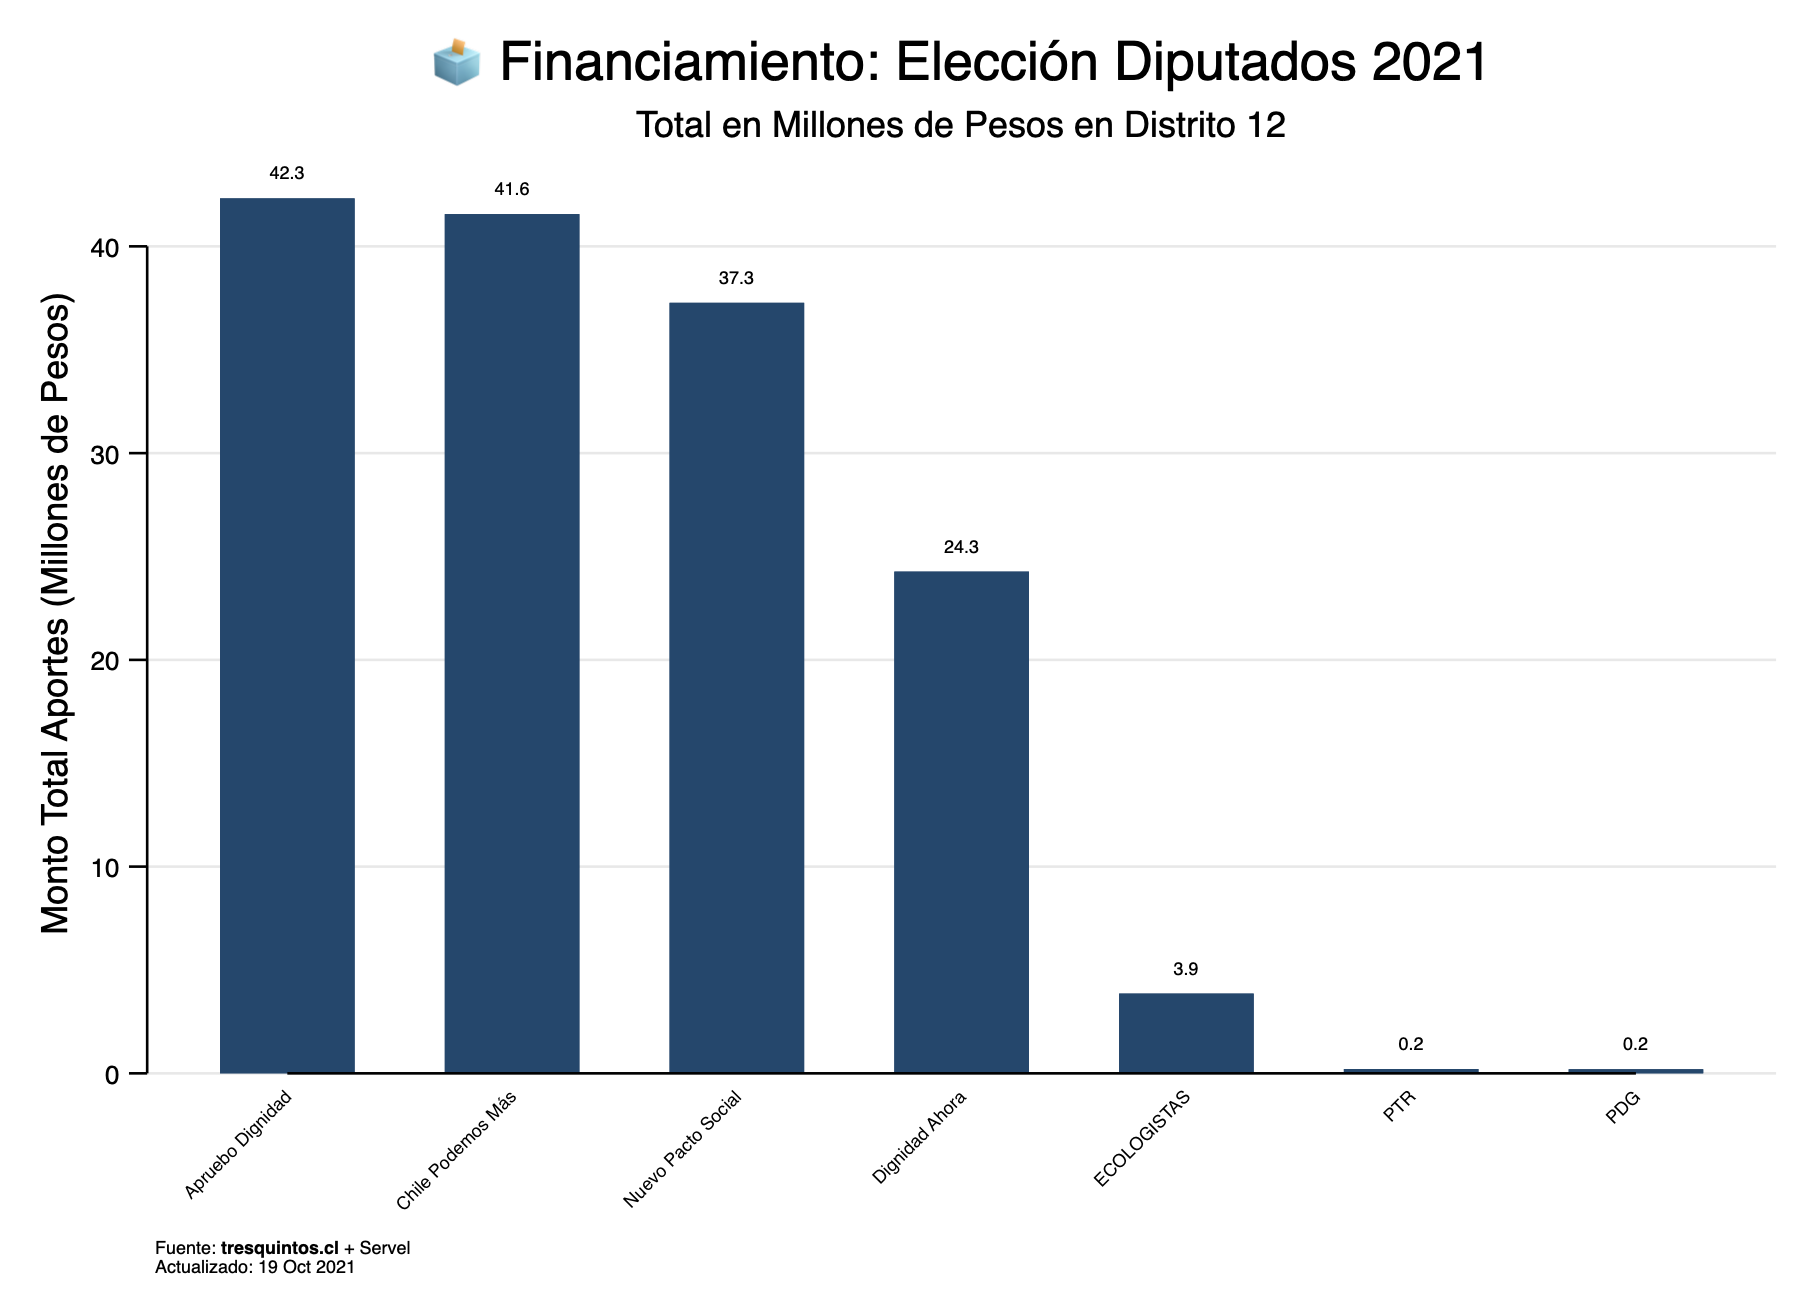 Financiamiento: Elección Diputados 2021
Total en Millones de Pesos en Distrito 12
Monto Total Aportes (Millones de Pesos)
40
30
20
10
0
42.3
41.6
37.3
24.3
3.9
0.2
0.2
Apruebo Dignidad
Chile Podemos Más
Nuevo Pacto Social
Dignidad Ahora
ECOLOGISTAS
PTR
PDG
Fuente: tresquintos.cl + Servel
Actualizado: 19 Oct 2021